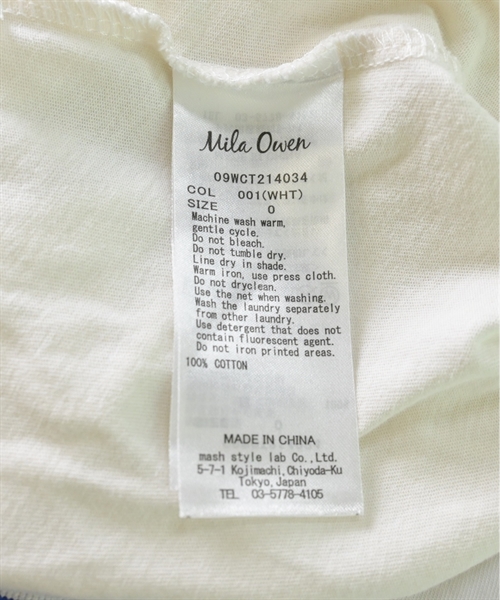 Mila Owen
09WCT214034
COL 001(WHT)
SIZE 0
Machine wash warm,
gentle cycle.
Do not bleach.
Do not tumble dry.
Line dry in shade.
Warm iron, use press cloth.
Do not dryclean.
Use the net when washing.
Wash the laundry separately
from other laundry.
Use detergent that does not
contain fluorescent agent.
Do not iron printed areas.
100% COTTON
MADE IN CHINA
mash style lab Co.,Ltd.
5-7-1 Kojimachi,Chiyoda-Ku
Tokyo,Japan
TEL 03-5778-4105